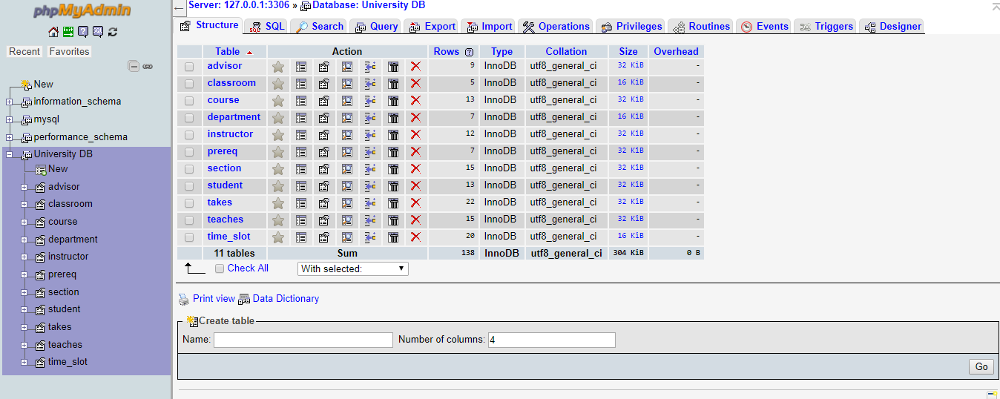 phpMyAdmin
Recent Favorites
New
information_schema
mysql
performance_schema
University DB
New
advisor
classroom
course
department
instructor
prereq
section
student
takes
teaches
time_slot
Server: 127.0.0.1:3306 » Database: University DB
Structure SQL Search Query Export Import Operations Privileges Routines Events Triggers Designer
Table Action Rows Type Collation Size Overhead
advisor 9 InnoDB utf8_general_ci 32 KiB -
classroom 5 InnoDB utf8_general_ci 16 KiB -
course 13 InnoDB utf8_general_ci 32 KiB -
department 7 InnoDB utf8_general_ci 16 KiB -
instructor 12 InnoDB utf8_general_ci 32 KiB -
prereq 7 InnoDB utf8_general_ci 32 KiB -
section 15 InnoDB utf8_general_ci 32 KiB -
student 13 InnoDB utf8_general_ci 32 KiB -
takes 22 InnoDB utf8_general_ci 32 KiB -
teaches 15 InnoDB utf8_general_ci 32 KiB -
time_slot 20 InnoDB utf8_general_ci 16 KiB -
11 tables Sum 138 InnoDB utf8_general_ci 304 KiB 0 B
Check All With selected:
Print view Data Dictionary
Create table
Name: Number of columns: 4
Go